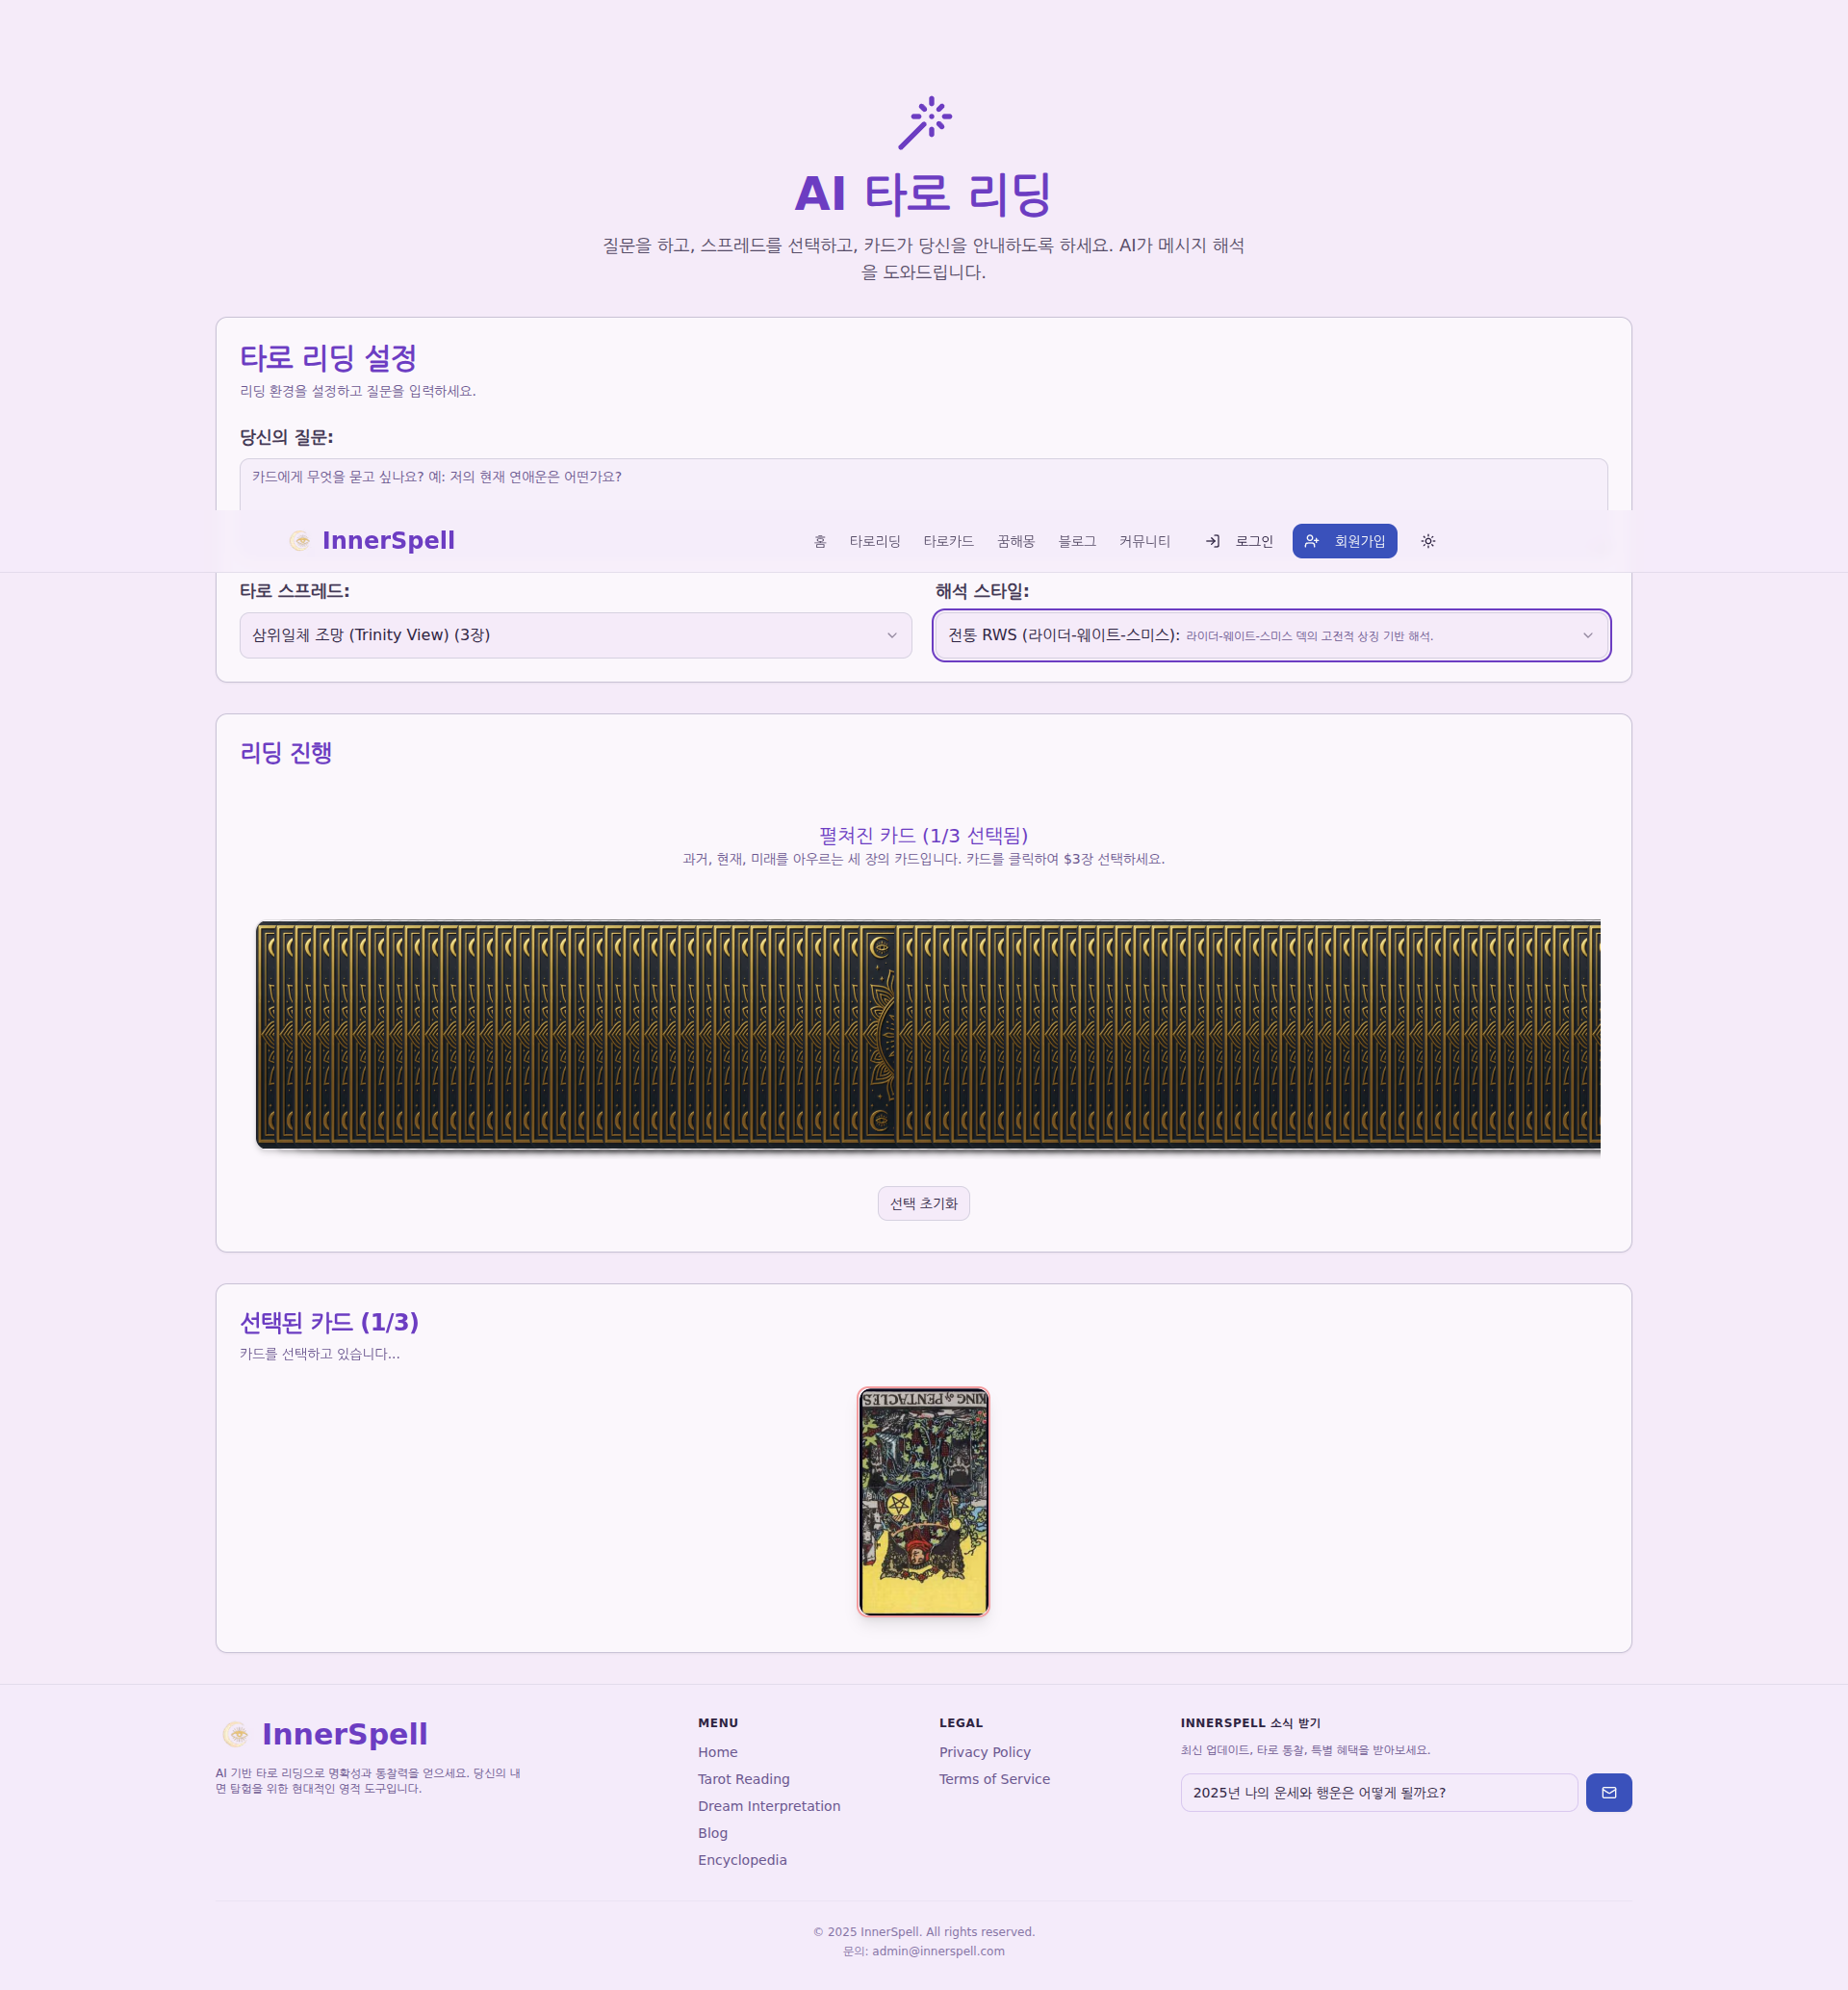 AI 타로 리딩
질문을 하고, 스프레드를 선택하고, 카드가 당신을 안내하도록 하세요. AI가 메시지 해석
을 도와드립니다.
타로 리딩 설정
리딩 환경을 설정하고 질문을 입력하세요.
당신의 질문:
카드에게 무엇을 묻고 싶나요? 예: 저의 현재 연애운은 어떤가요?
InnerSpell
홈 타로리딩 타로카드 꿈해몽 블로그 커뮤니티 로그인 회원가입
타로 스프레드:
삼위일체 조망 (Trinity View) (3장)
해석 스타일:
전통 RWS (라이더-웨이트-스미스): 라이더-웨이트-스미스 덱의 고전적 상징 기반 해석.
리딩 진행
펼쳐진 카드 (1/3 선택됨)
과거, 현재, 미래를 아우르는 세 장의 카드입니다. 카드를 클릭하여 $3장 선택하세요.
선택 초기화
선택된 카드 (1/3)
카드를 선택하고 있습니다...
KING of PENTACLES
InnerSpell
AI 기반 타로 리딩으로 명확성과 통찰력을 얻으세요. 당신의 내
면 탐험을 위한 현대적인 영적 도구입니다.
MENU
Home
Tarot Reading
Dream Interpretation
Blog
Encyclopedia
LEGAL
Privacy Policy
Terms of Service
INNERSPELL 소식 받기
최신 업데이트, 타로 통찰, 특별 혜택을 받아보세요.
2025년 나의 운세와 행운은 어떻게 될까요?
© 2025 InnerSpell. All rights reserved.
문의: admin@innerspell.com